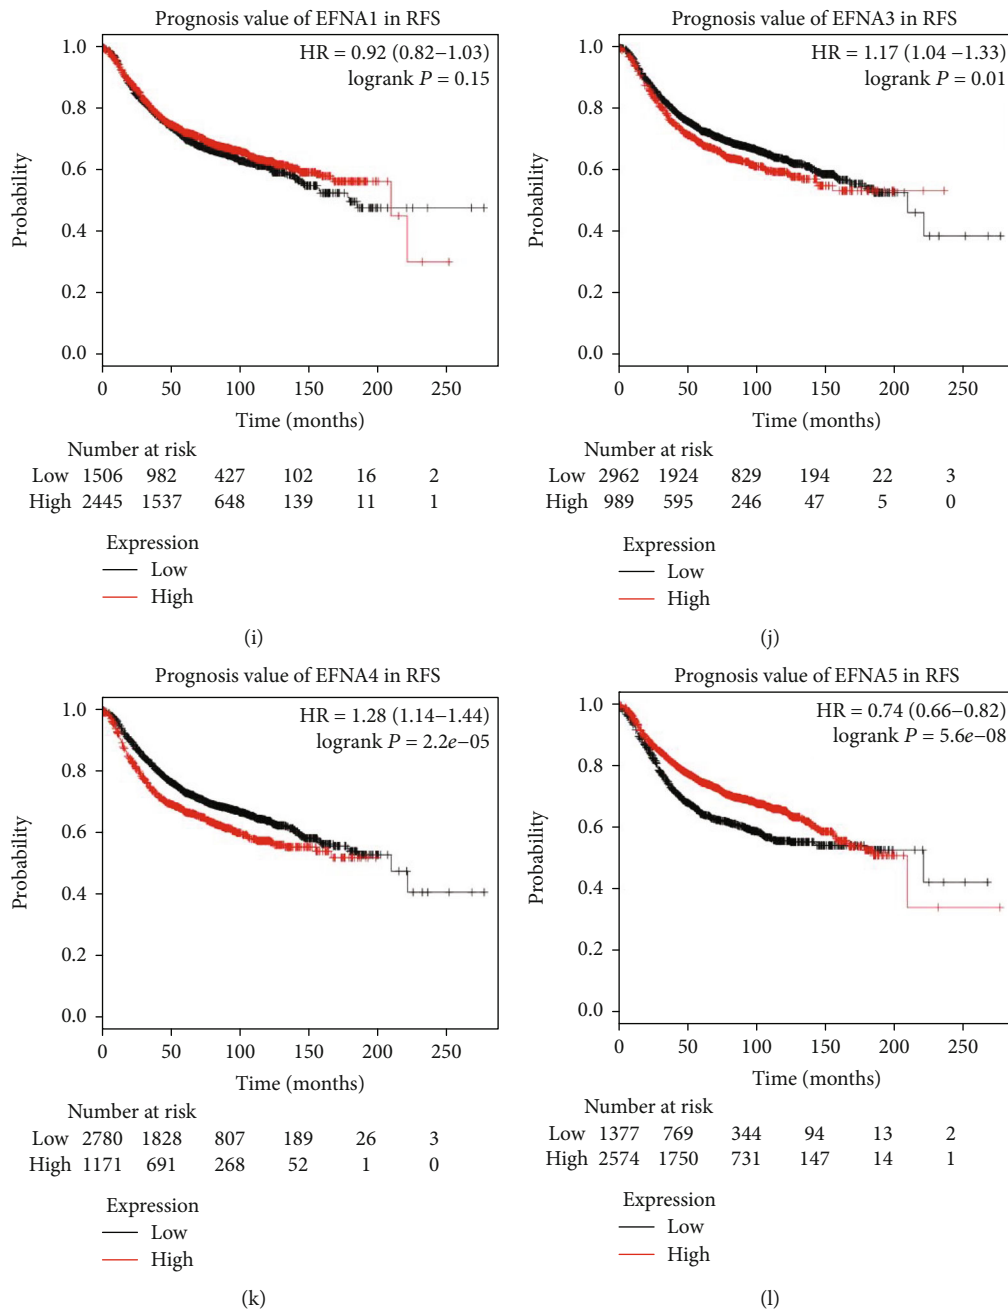 Prognosis value of EFNA1 in RFS
HR = 0.92 (0.82−1.03)
logrank P = 0.15
Probability
1.0
0.8
0.6
0.4
0.2
0.0
0 50 100 150 200 250
Time (months)
Number at risk
Low 1506 982 427 102 16 2
High 2445 1537 648 139 11 1
Expression
Low
High
(i)
Prognosis value of EFNA3 in RFS
HR = 1.17 (1.04 −1.33)
logrank P = 0.01
Probability
1.0
0.8
0.6
0.4
0.2
0.0
0 50 100 150 200 250
Time (months)
Number at risk
Low 2962 1924 829 194 22 3
High 989 595 246 47 5 0
Expression
Low
High
(j)
Prognosis value of EFNA4 in RFS
HR = 1.28 (1.14−1.44)
logrank P = 2.2e−05
Probability
1.0
0.8
0.6
0.4
0.2
0.0
0 50 100 150 200 250
Time (months)
Number at risk
Low 2780 1828 807 189 26 3
High 1171 691 268 52 1 0
Expression
Low
High
(k)
Prognosis value of EFNA5 in RFS
HR = 0.74 (0.66−0.82)
logrank P = 5.6e−08
Probability
1.0
0.8
0.6
0.4
0.2
0.0
0 50 100 150 200 250
Time (months)
Number at risk
Low 1377 769 344 94 13 2
High 2574 1750 731 147 14 1
Expression
Low
High
(l)